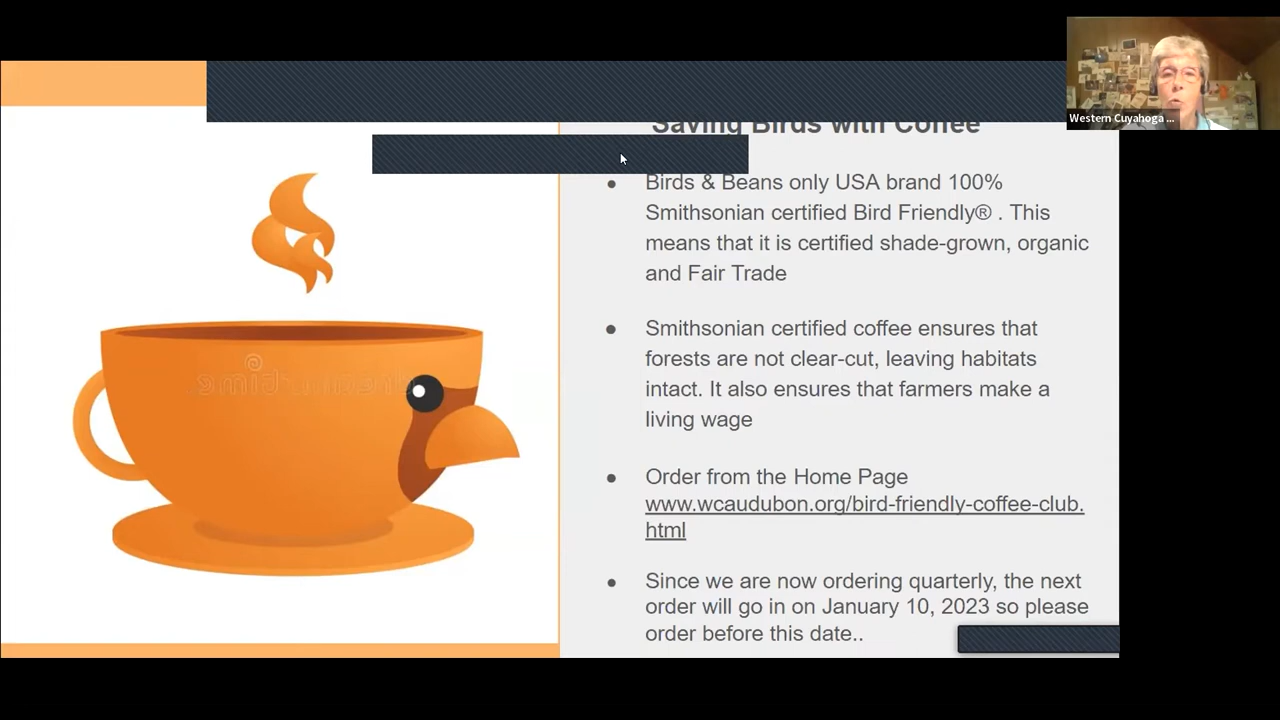 Western Cuyahoga ...
Saving Birds with Coffee
● Birds & Beans only USA brand 100%
Smithsonian certified Bird Friendly® . This
means that it is certified shade-grown, organic
and Fair Trade
● Smithsonian certified coffee ensures that
forests are not clear-cut, leaving habitats
intact. It also ensures that farmers make a
living wage
● Order from the Home Page
www.wcaudubon.org/bird-friendly-coffee-club.
html
● Since we are now ordering quarterly, the next
order will go in on January 10, 2023 so please
order before this date..